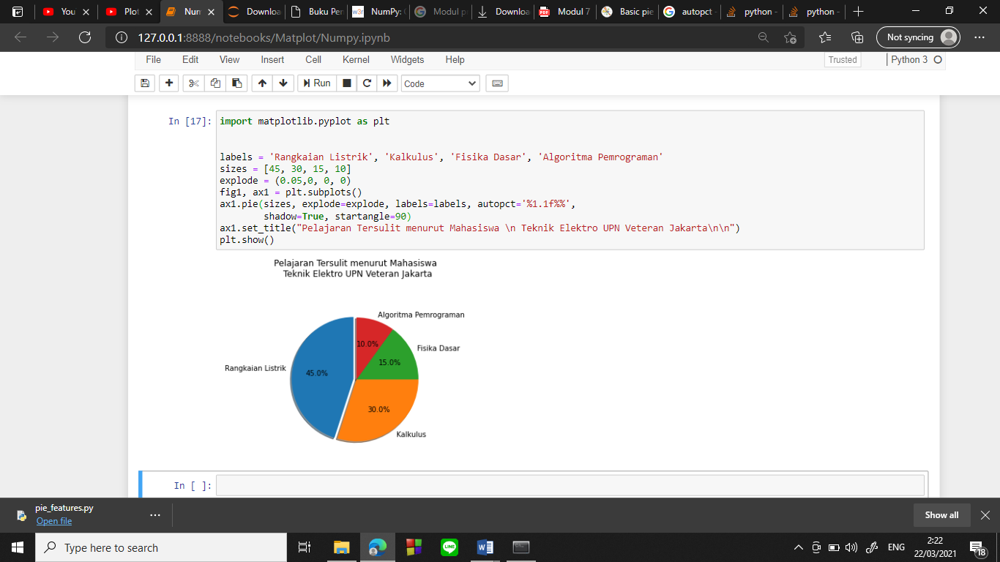 You
Plot
Num
Downloa
Buku Per
w3r NumPy:
Modul p
Downloa
PDF Modul 7
Basic pie
autopct -
python -
python -
127.0.0.1:8888/notebooks/Matplot/Numpy.ipynb
Not syncing
File Edit View Insert Cell Kernel Widgets Help
Trusted
Python 3
Run
Code
In [17]:
import matplotlib.pyplot as plt
labels = 'Rangkaian Listrik', 'Kalkulus', 'Fisika Dasar', 'Algoritma Pemrograman'
sizes = [45, 30, 15, 10]
explode = (0.05,0, 0, 0)
fig1, ax1 = plt.subplots()
ax1.pie(sizes, explode=explode, labels=labels, autopct='%1.1f%%',
shadow=True, startangle=90)
ax1.set_title("Pelajaran Tersulit menurut Mahasiswa \n Teknik Elektro UPN Veteran Jakarta\n\n")
plt.show()
Pelajaran Tersulit menurut Mahasiswa
Teknik Elektro UPN Veteran Jakarta
Algoritma Pemrograman
10.0%
Fisika Dasar
15.0%
Rangkaian Listrik
45.0%
30.0%
Kalkulus
In [ ]:
pie_features.py
Open file
Show all
Type here to search
LINE
W
ENG
2:22
22/03/2021
18